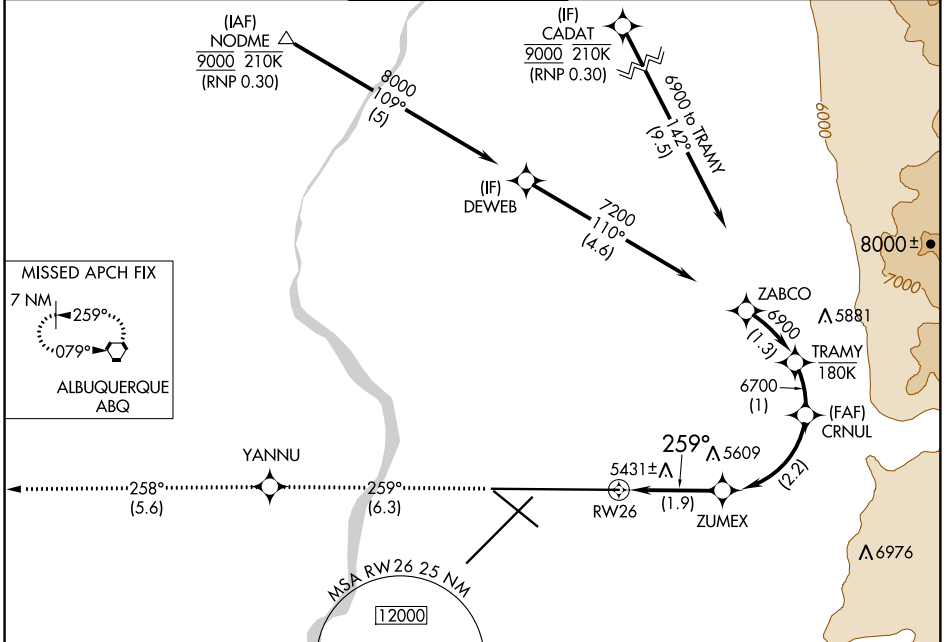 (IAF)
NODME
9000 210K
(RNP 0.30)
(IF)
CADAT
9000 210K
(RNP 0.30)
8000
109°
(5)
6900 to TRAMY
142°
(9.5)
6000
(IF)
DEWEB
7200
110°
(4.6)
8000±
7000
MISSED APCH FIX
7 NM
259°
079°
ALBUQUERQUE
ABQ
ZABCO
6900
(1.3)
5881
TRAMY
180K
6700
(1)
(FAF)
CRNUL
(2.2)
YANNU
258°
(5.6)
259°
(6.3)
259°
5609
5431±
RW26
(1.9)
ZUMEX
6976
MSA RW26 25 NM
12000